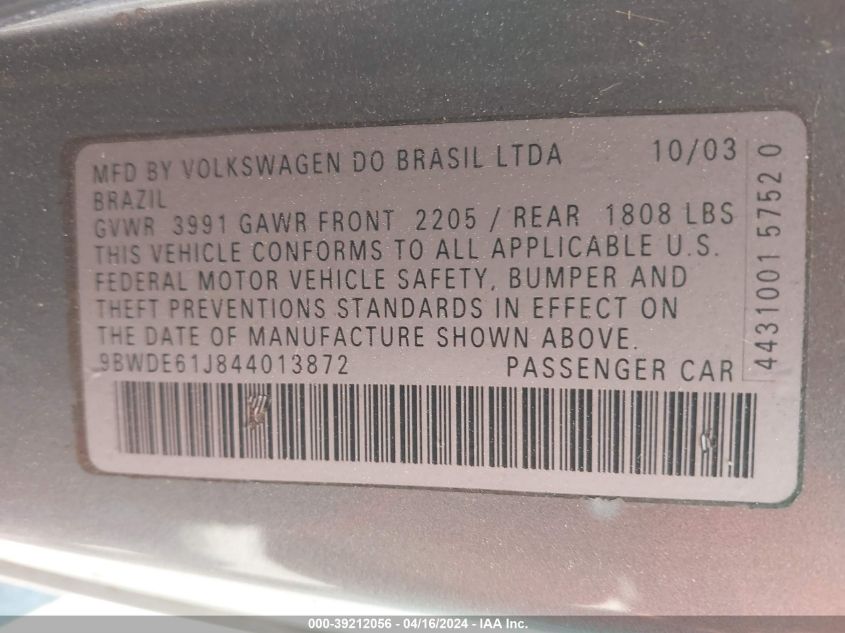 MFD BY VOLKSWAGEN DO BRASIL LTDA 10/03
BRAZIL
GVWR 3991 GAWR FRONT 2205 / REAR 1808 LBS
THIS VEHICLE CONFORMS TO ALL APPLICABLE U.S.
FEDERAL MOTOR VEHICLE SAFETY, BUMPER AND
THEFT PREVENTIONS STANDARDS IN EFFECT ON
THE DATE OF MANUFACTURE SHOWN ABOVE.
9BWDE61J844013872 PASSENGER CAR
4431001 5752 0
000-39212056 - 04/16/2024 - IAA Inc.